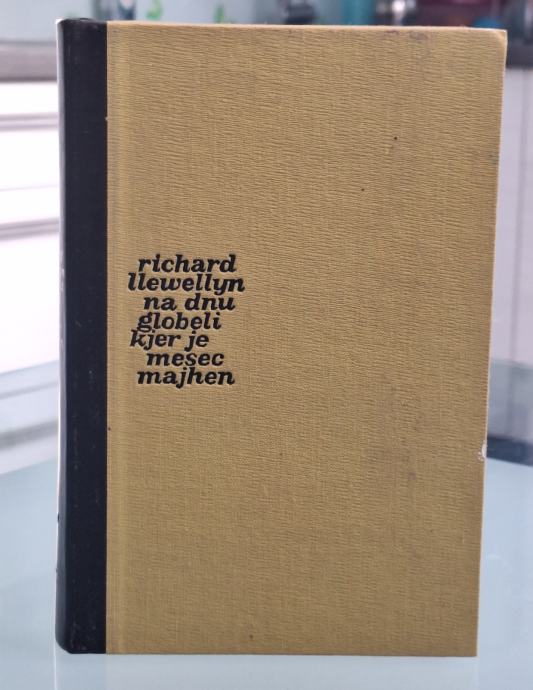 richard
llewellyn
na dnu
globeli
kjer je
mesec
majhen